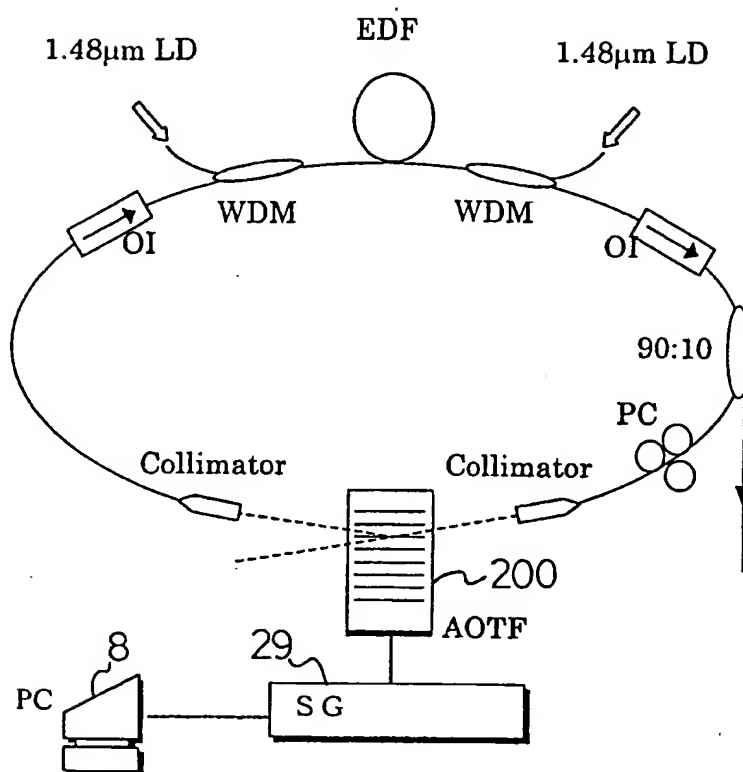 EDF
1.48μm LD
1.48μm LD
WDM
WDM
OI
OI
90:10
PC
Collimator
Collimator
200
AOTF
8
29
PC
S G